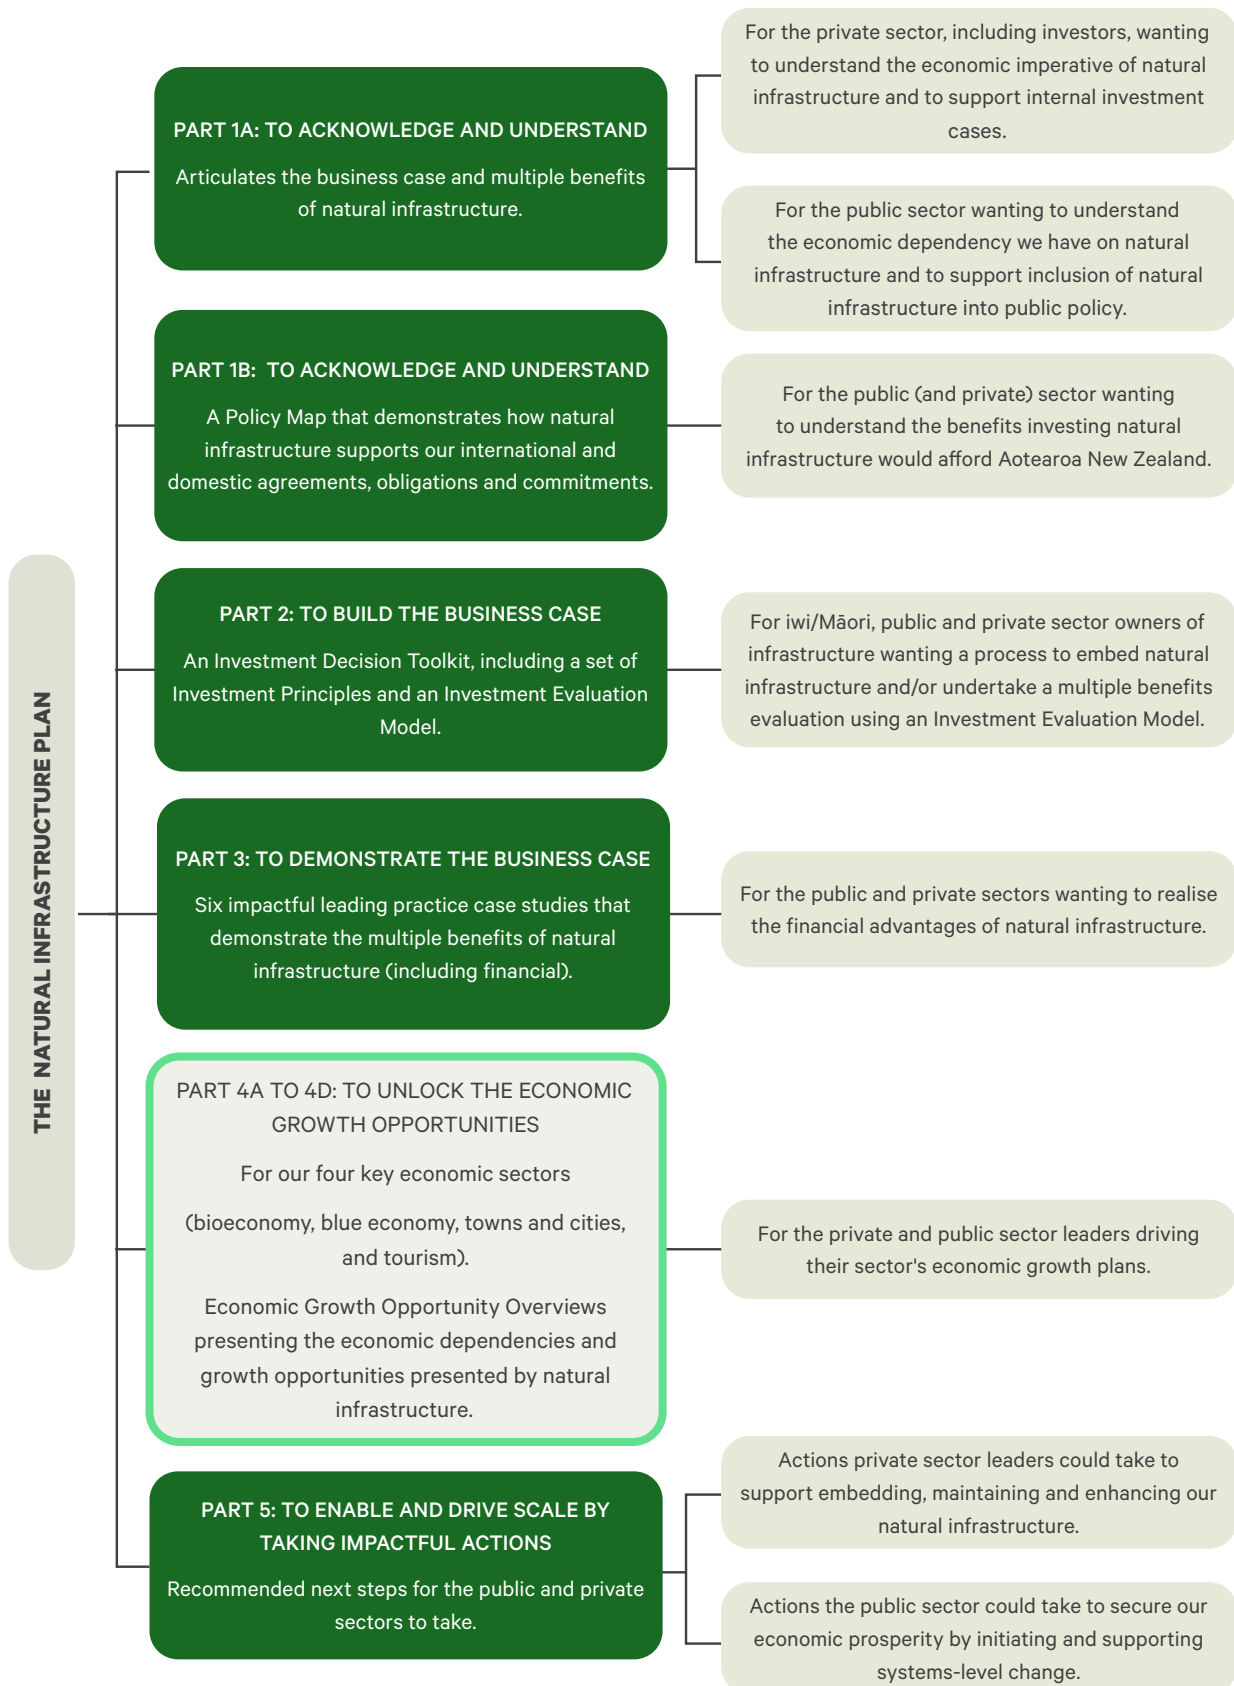 THE NATURAL INFRASTRUCTURE PLAN
PART 1A: TO ACKNOWLEDGE AND UNDERSTAND
Articulates the business case and multiple benefits
of natural infrastructure.
For the private sector, including investors, wanting
to understand the economic imperative of natural
infrastructure and to support internal investment
cases.
For the public sector wanting to understand
the economic dependency we have on natural
infrastructure and to support inclusion of natural
infrastructure into public policy.
PART 1B: TO ACKNOWLEDGE AND UNDERSTAND
A Policy Map that demonstrates how natural
infrastructure supports our international and
domestic agreements, obligations and commitments.
For the public (and private) sector wanting
to understand the benefits investing natural
infrastructure would afford Aotearoa New Zealand.
PART 2: TO BUILD THE BUSINESS CASE
An Investment Decision Toolkit, including a set of
Investment Principles and an Investment Evaluation
Model.
For iwi/Māori, public and private sector owners of
infrastructure wanting a process to embed natural
infrastructure and/or undertake a multiple benefits
evaluation using an Investment Evaluation Model.
PART 3: TO DEMONSTRATE THE BUSINESS CASE
Six impactful leading practice case studies that
demonstrate the multiple benefits of natural
infrastructure (including financial).
For the public and private sectors wanting to realise
the financial advantages of natural infrastructure.
PART 4A TO 4D: TO UNLOCK THE ECONOMIC
GROWTH OPPORTUNITIES
For our four key economic sectors
(bioeconomy, blue economy, towns and cities,
and tourism).
Economic Growth Opportunity Overviews
presenting the economic dependencies and
growth opportunities presented by natural
infrastructure.
For the private and public sector leaders driving
their sector's economic growth plans.
PART 5: TO ENABLE AND DRIVE SCALE BY
TAKING IMPACTFUL ACTIONS
Recommended next steps for the public and private
sectors to take.
Actions private sector leaders could take to
support embedding, maintaining and enhancing our
natural infrastructure.
Actions the public sector could take to secure our
economic prosperity by initiating and supporting
systems-level change.